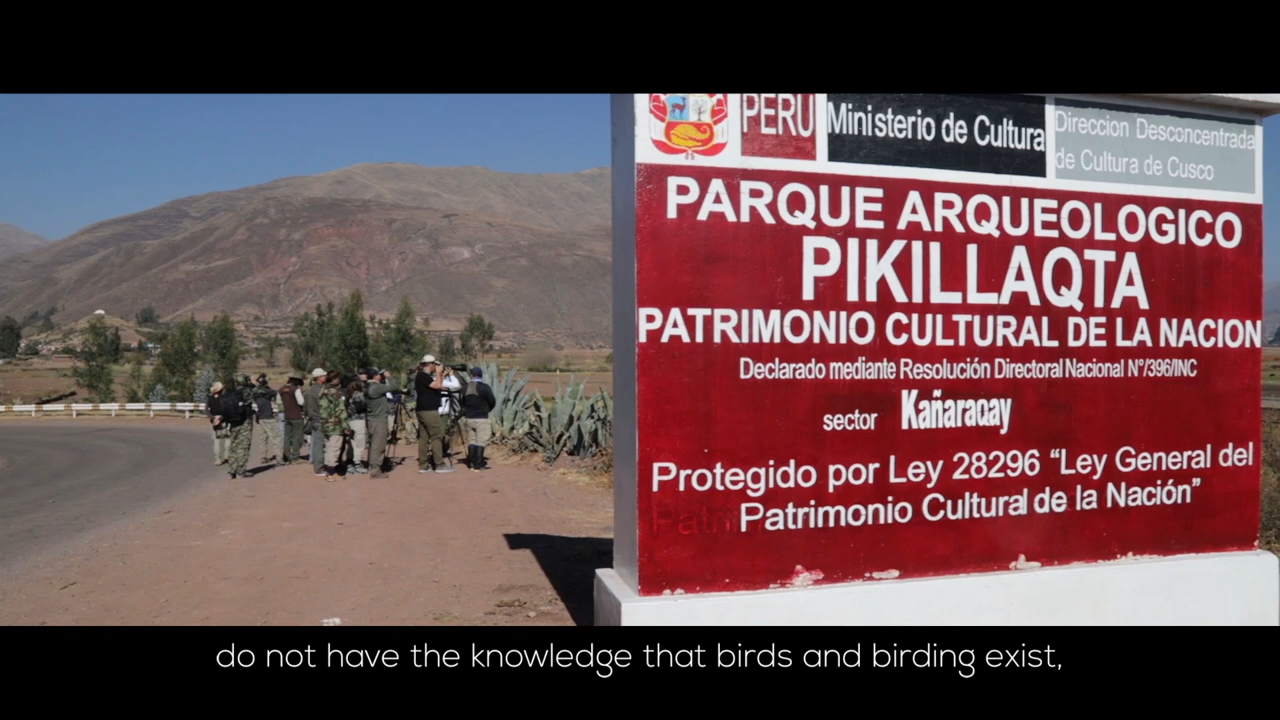 PERÚ Ministerio de Cultura Direccion Desconcentrada
de Cultura de Cusco
PARQUE ARQUEOLOGICO
PIKILLAQTA
PATRIMONIO CULTURAL DE LA NACION
Declarado mediante Resolución Directoral Nacional N°/396/INC
sector Kañaraqay
Protegido por Ley 28296 “Ley General del
Patrimonio Cultural de la Nación”
do not have the knowledge that birds and birding exist,